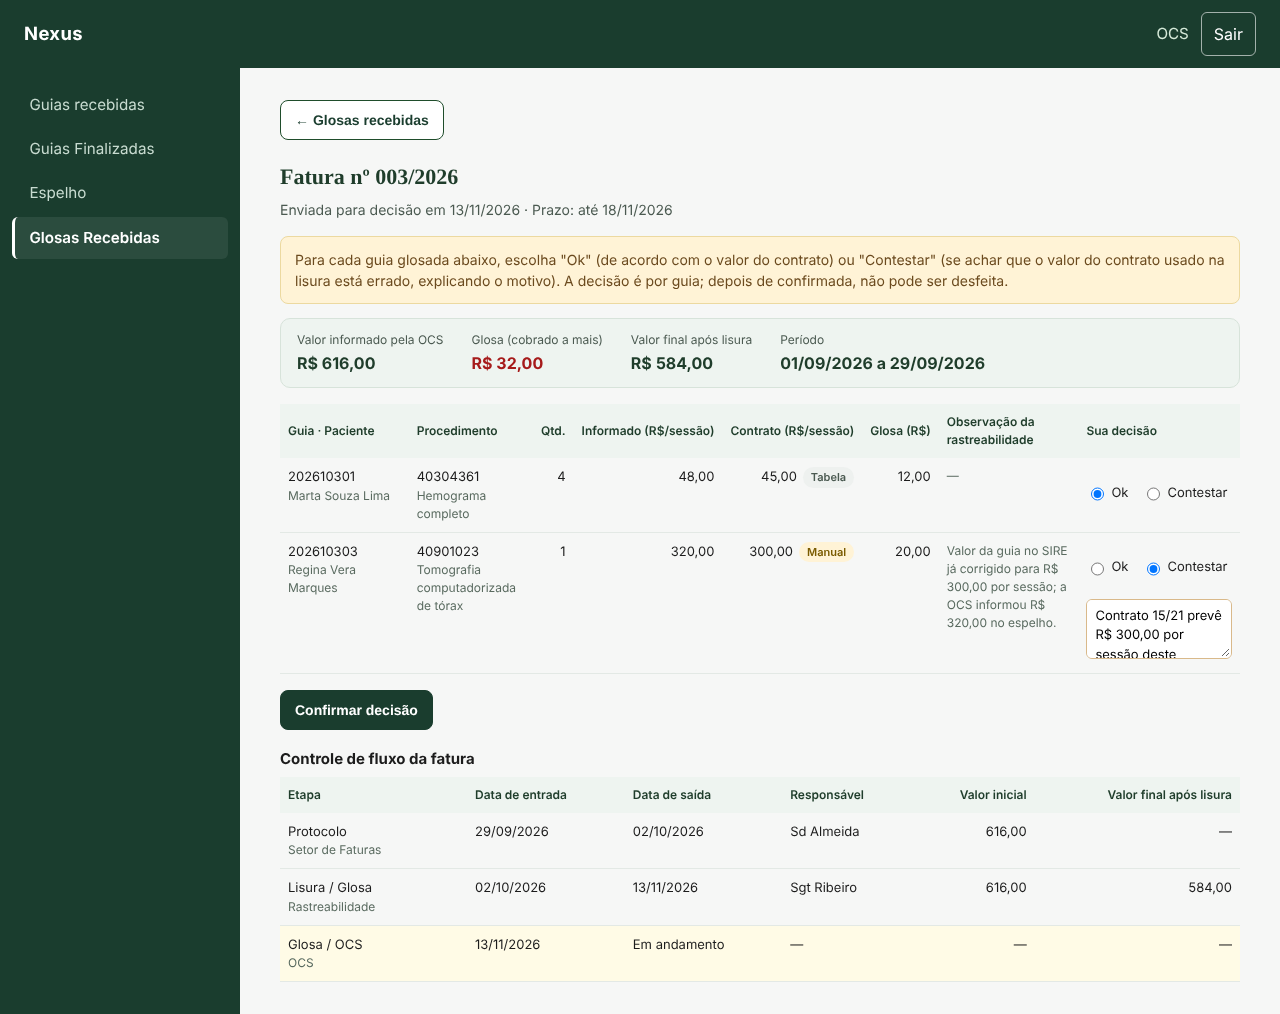 Nexus
OCS
Sair
Guias recebidas
Guias Finalizadas
Espelho
Glosas Recebidas
← Glosas recebidas
Fatura nº 003/2026
Enviada para decisão em 13/11/2026 · Prazo: até 18/11/2026
Para cada guia glosada abaixo, escolha "Ok" (de acordo com o valor do contrato) ou "Contestar" (se achar que o valor do contrato usado na
lisura está errado, explicando o motivo). A decisão é por guia; depois de confirmada, não pode ser desfeita.
Valor informado pela OCS
R$ 616,00
Glosa (cobrado a mais)
R$ 32,00
Valor final após lisura
R$ 584,00
Período
01/09/2026 a 29/09/2026
Guia · Paciente
Procedimento
Qtd.
Informado (R$/sessão)
Contrato (R$/sessão)
Glosa (R$)
Observação da
rastreabilidade
Sua decisão
202610301
Marta Souza Lima
40304361
Hemograma
completo
4
48,00
45,00 Tabela
12,00
—
Ok
Contestar
202610303
Regina Vera
Marques
40901023
Tomografia
computadorizada
de tórax
1
320,00
300,00 Manual
20,00
Valor da guia no SIRE
já corrigido para R$
300,00 por sessão; a
OCS informou R$
320,00 no espelho.
Ok
Contestar
Contrato 15/21 prevê
R$ 300,00 por
sessão deste
Confirmar decisão
Controle de fluxo da fatura
Etapa
Data de entrada
Data de saída
Responsável
Valor inicial
Valor final após lisura
Protocolo
Setor de Faturas
29/09/2026
02/10/2026
Sd Almeida
616,00
—
Lisura / Glosa
Rastreabilidade
02/10/2026
13/11/2026
Sgt Ribeiro
616,00
584,00
Glosa / OCS
OCS
13/11/2026
Em andamento
—
—
—